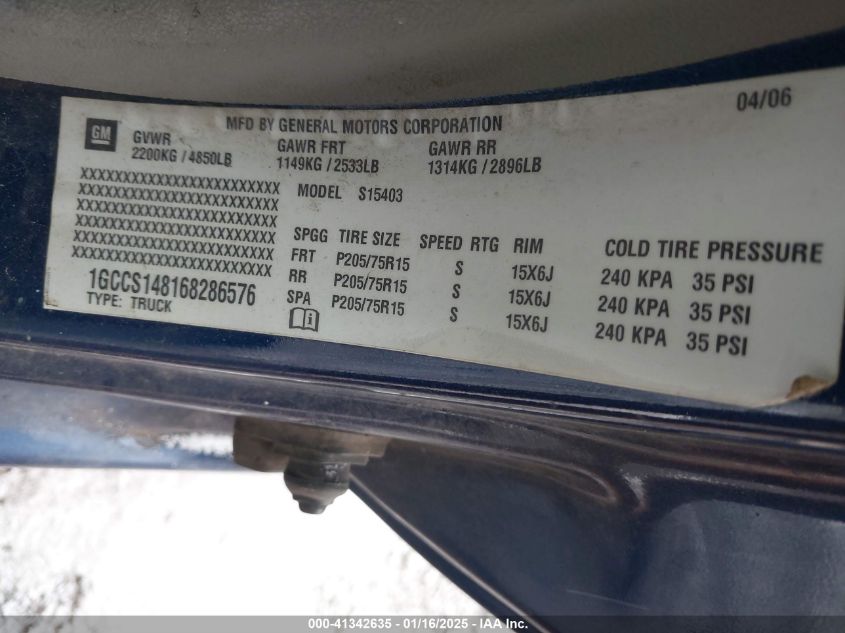 GM
MFD BY GENERAL MOTORS CORPORATION
04/06
GVWR GAWR FRT GAWR RR
2200KG / 4850LB 1149KG / 2533LB 1314KG / 2896LB
XXXXXXXXXXXXXXXXXXXXXXXX
XXXXXXXXXXXXXXXXXXXXXXXX
XXXXXXXXXXXXXXXXXXXXXXXX
XXXXXXXXXXXXXXXXXXXXXXXX
XXXXXXXXXXXXXXXXXXXXXXXX
XXXXXXXXXXXXXXXXXXXXXXXX
1GCCS148168286576
TYPE: TRUCK
MODEL S15403
SPGG TIRE SIZE SPEED RTG RIM COLD TIRE PRESSURE
FRT P205/75R15 S 15X6J 240 KPA 35 PSI
RR P205/75R15 S 15X6J 240 KPA 35 PSI
SPA P205/75R15 S 15X6J 240 KPA 35 PSI
000-41342635 - 01/16/2025 - IAA Inc.